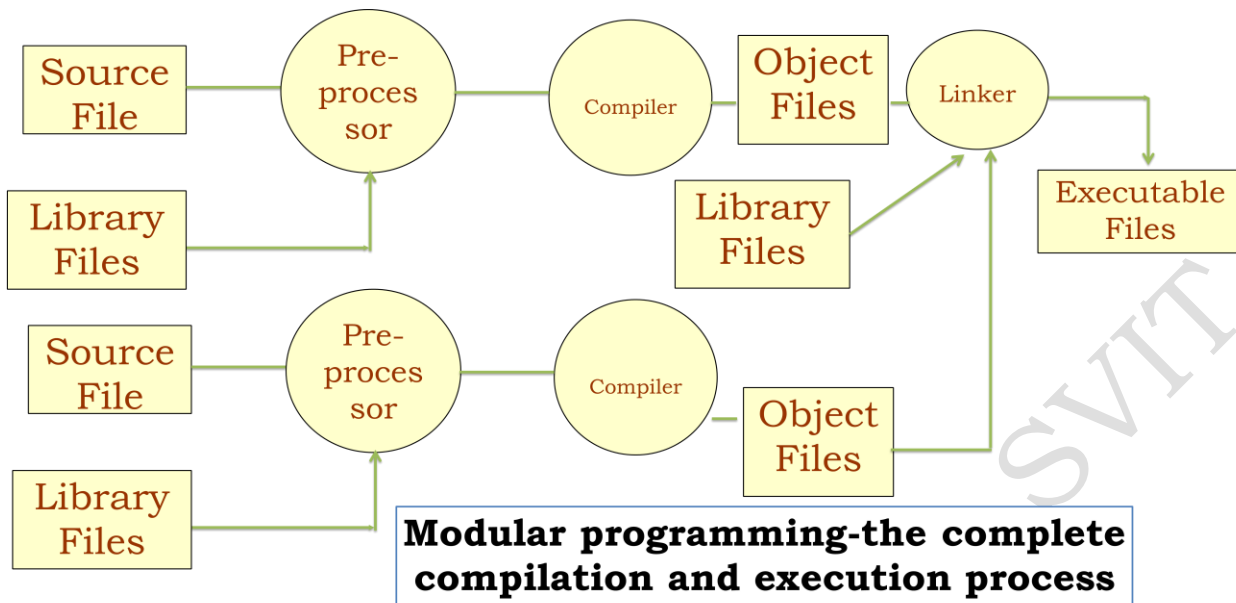 Source
File
Pre-
proces
sor
Compiler
Object
Files
Linker
Library
Files
Library
Files
Executable
Files
Source
File
Pre-
proces
sor
Compiler
Object
Files
Library
Files
SVIT
Modular programming-the complete
compilation and execution process